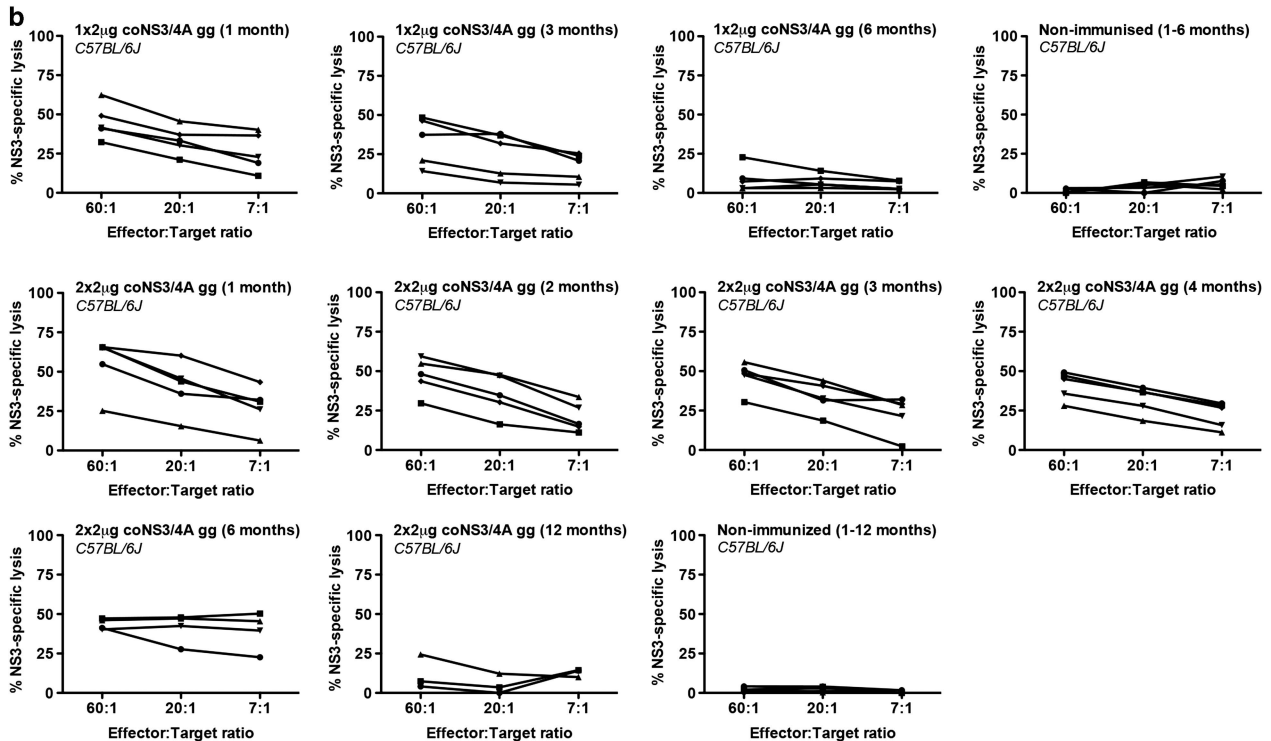 b
1x2μg coNS3/4A gg (1 month)
C57BL/6J
% NS3-specific lysis
100
75
50
25
0
60:1 20:1 7:1
Effector:Target ratio
1x2μg coNS3/4A gg (3 months)
C57BL/6J
% NS3-specific lysis
100
75
50
25
0
60:1 20:1 7:1
Effector:Target ratio
1x2μg coNS3/4A gg (6 months)
C57BL/6J
% NS3-specific lysis
100
75
50
25
0
60:1 20:1 7:1
Effector:Target ratio
Non-immunised (1-6 months)
C57BL/6J
% NS3-specific lysis
100
75
50
25
0
60:1 20:1 7:1
Effector:Target ratio
2x2μg coNS3/4A gg (1 month)
C57BL/6J
% NS3-specific lysis
100
75
50
25
0
60:1 20:1 7:1
Effector:Target ratio
2x2μg coNS3/4A gg (2 months)
C57BL/6J
% NS3-specific lysis
100
75
50
25
0
60:1 20:1 7:1
Effector:Target ratio
2x2μg coNS3/4A gg (3 months)
C57BL/6J
% NS3-specific lysis
100
75
50
25
0
60:1 20:1 7:1
Effector:Target ratio
2x2μg coNS3/4A gg (4 months)
C57BL/6J
% NS3-specific lysis
100
75
50
25
0
60:1 20:1 7:1
Effector:Target ratio
2x2μg coNS3/4A gg (6 months)
C57BL/6J
% NS3-specific lysis
100
75
50
25
0
60:1 20:1 7:1
Effector:Target ratio
2x2μg coNS3/4A gg (12 months)
C57BL/6J
% NS3-specific lysis
100
75
50
25
0
60:1 20:1 7:1
Effector:Target ratio
Non-immunized (1-12 months)
C57BL/6J
% NS3-specific lysis
100
75
50
25
0
60:1 20:1 7:1
Effector:Target ratio